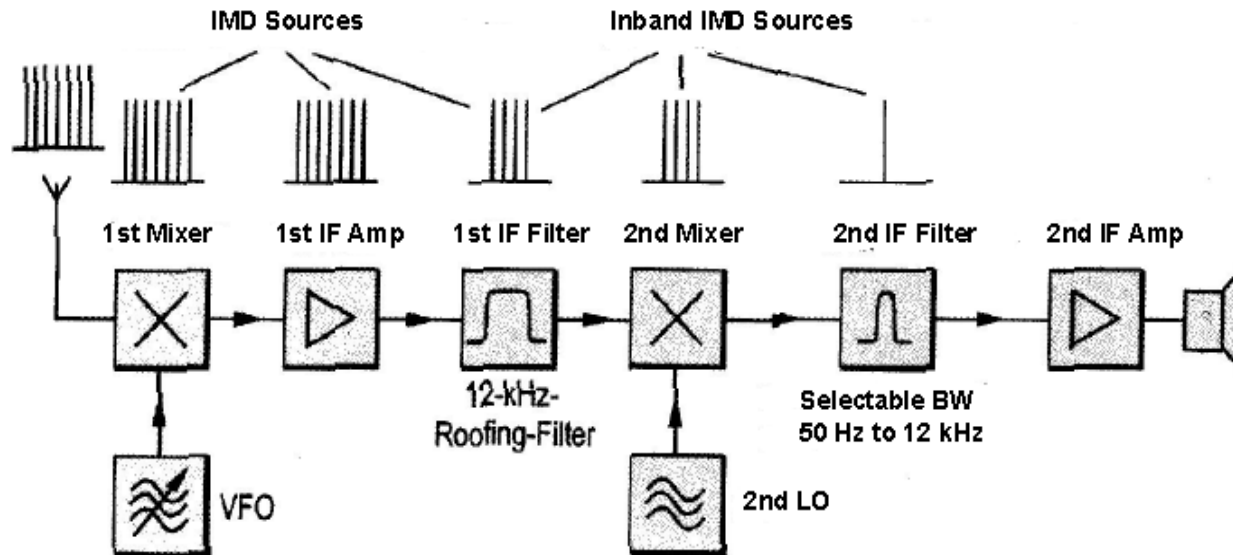 IMD Sources
Inband IMD Sources
1st Mixer
1st IF Amp
1st IF Filter
2nd Mixer
2nd IF Filter
2nd IF Amp
12-kHz-
Roofing-Filter
Selectable BW
50 Hz to 12 kHz
VFO
2nd LO